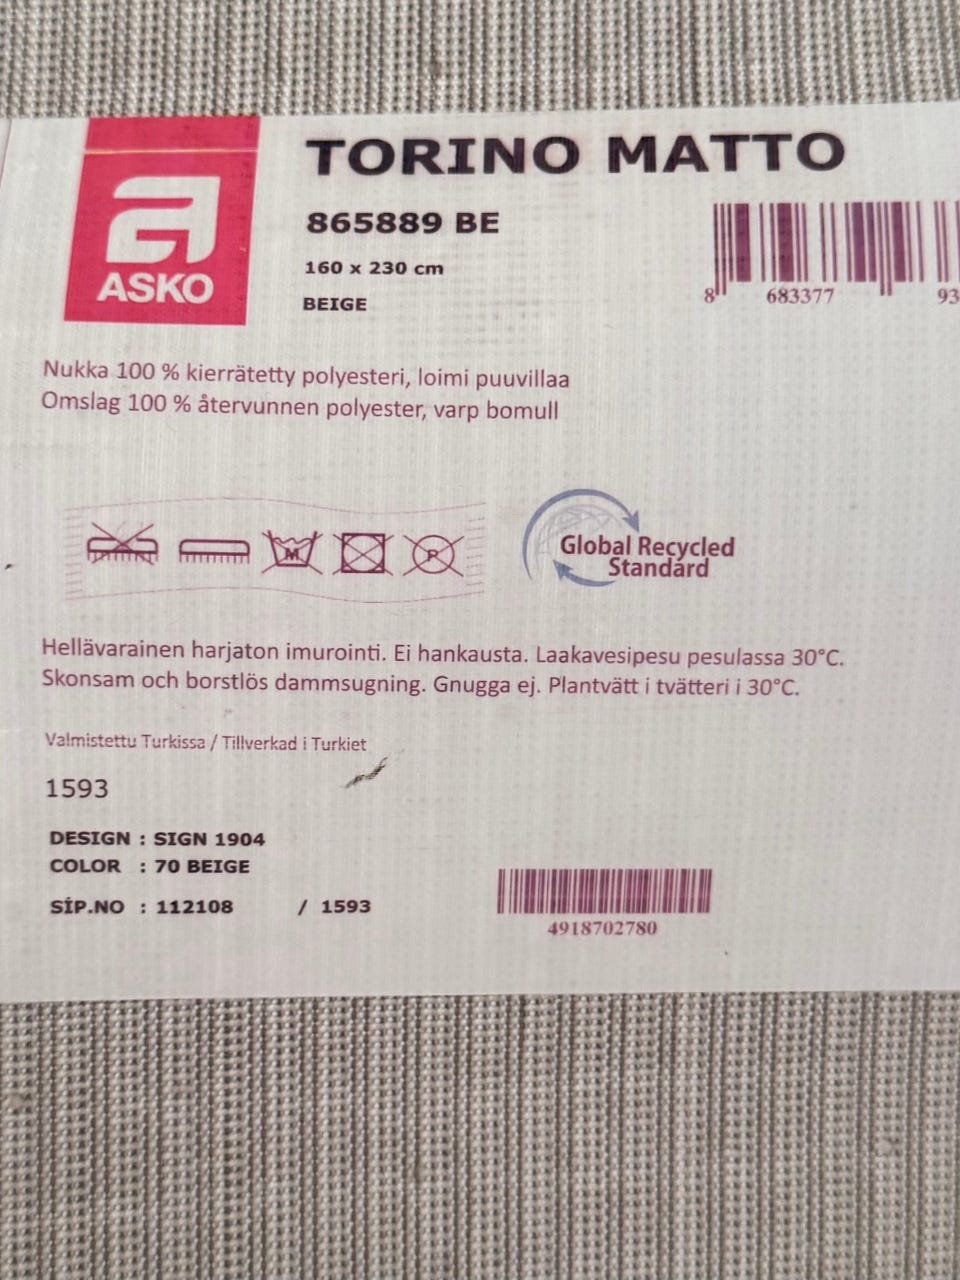 TORINO MATTO
ASKO
865889 BE
160 x 230 cm
BEIGE
8 683377 93
Nukka 100 % kierrätetty polyesteri, loimi puuvillaa
Omslag 100 % återvunnen polyester, varp bomull
M P
Global Recycled
Standard
Hellävarainen harjaton imurointi. Ei hankausta. Laakavesipesu pesulassa 30°C.
Skonsam och borstlös dammsugning. Gnugga ej. Plantvätt i tvätteri i 30°C.
Valmistettu Turkissa / Tillverkad i Turkiet
1593
DESIGN : SIGN 1904
COLOR : 70 BEIGE
SİP.NO : 112108 / 1593
4918702780